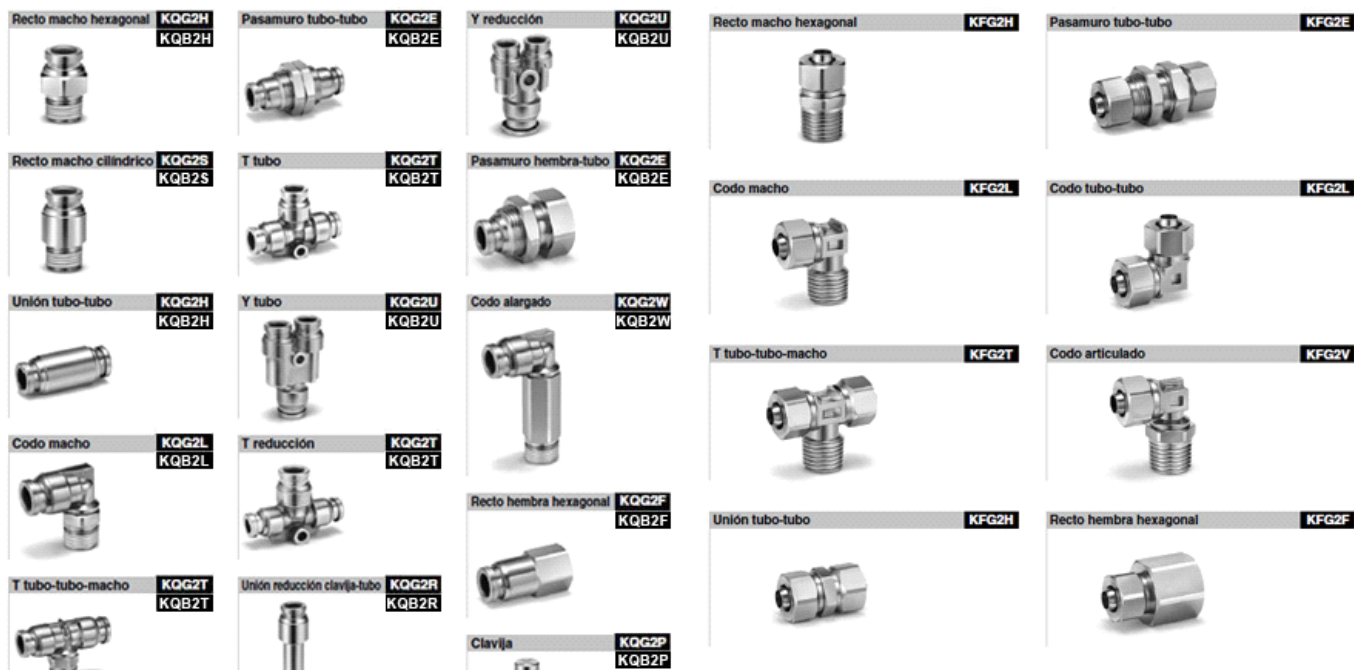 Recto macho hexagonal KQG2H
KQB2H
Pasamuro tubo-tubo KQG2E
KQB2E
Y reducción KQG2U
KQB2U
Recto macho hexagonal KFG2H
Pasamuro tubo-tubo KFG2E
Recto macho cilíndrico KQG2S
KQB2S
T tubo KQG2T
KQB2T
Pasamuro hembra-tubo KQG2E
KQB2E
Codo macho KFG2L
Codo tubo-tubo KFG2L
Unión tubo-tubo KQG2H
KQB2H
Y tubo KQG2U
KQB2U
Codo alargado KQG2W
KQB2W
T tubo-tubo-macho KFG2T
Codo articulado KFG2V
Codo macho KQG2L
KQB2L
T reducción KQG2T
KQB2T
Recto hembra hexagonal KQG2F
KQB2F
Unión tubo-tubo KFG2H
Recto hembra hexagonal KFG2F
T tubo-tubo-macho KQG2T
KQB2T
Unión reducción clavija-tubo KQG2R
KQB2R
Clavija KQG2P
KQB2P